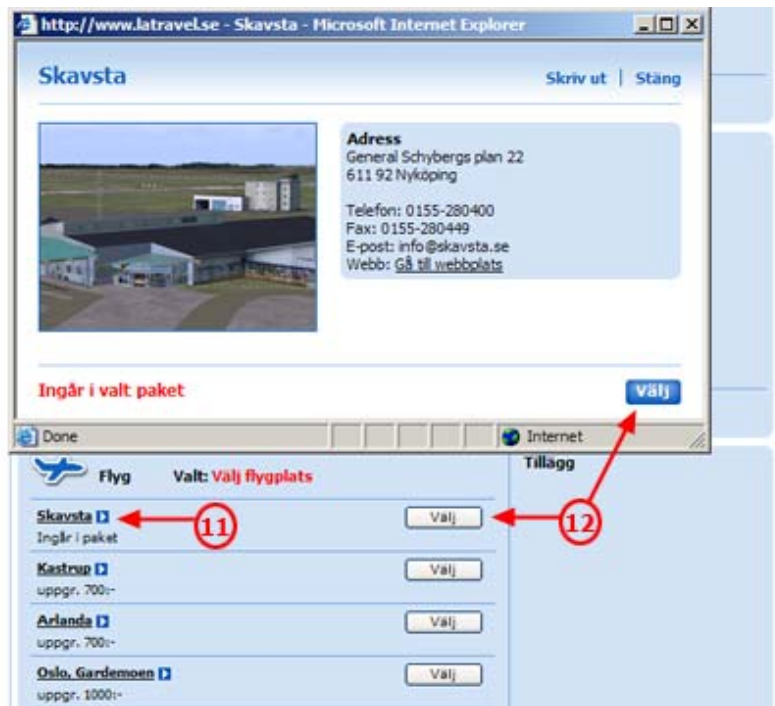 http://www.latravel.se - Skavsta - Microsoft Internet Explorer
Skavsta
Skriv ut | Stäng
Adress
General Schybergs plan 22
611 92 Nyköping
Telefon: 0155-280400
Fax: 0155-280449
E-post: info@skavsta.se
Webb: Gå till webbplats
Ingår i valt paket
Välj
Done
Internet
Flyg
Valt: Välj flygplats
Tillägg
Skavsta
11
Välj
12
Ingår i paket
Kastrup
Välj
uppgr. 700:-
Arlanda
Välj
uppgr. 700:-
Oslo, Gardemoen
Välj
uppgr. 1000:-